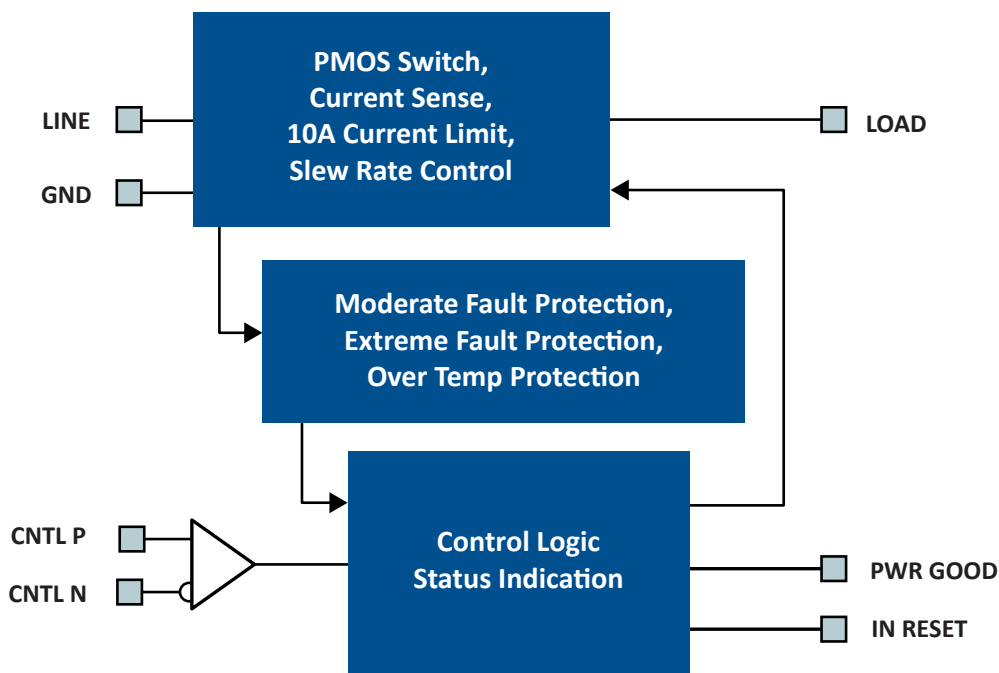 PMOS Switch,
Current Sense,
10A Current Limit,
Slew Rate Control
LINE
GND
LOAD
Moderate Fault Protection,
Extreme Fault Protection,
Over Temp Protection
CNTL P
CNTL N
Control Logic
Status Indication
PWR GOOD
IN RESET